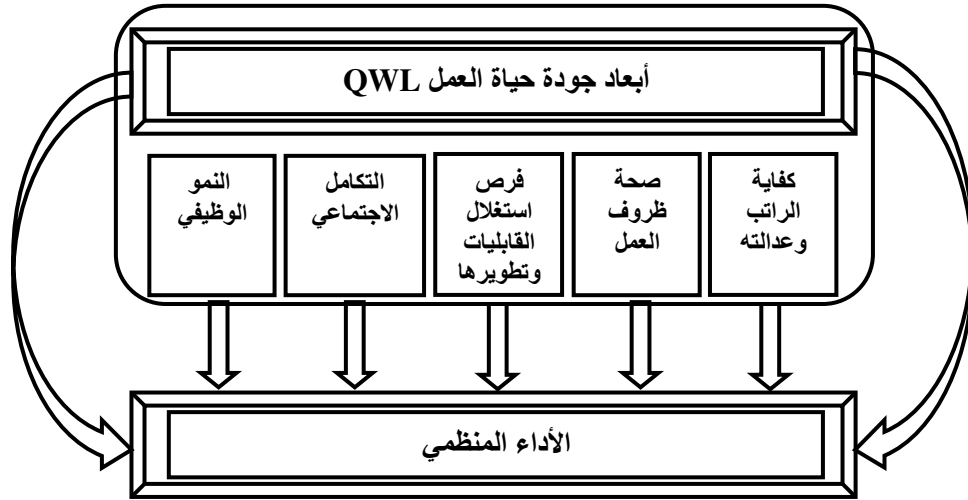 أبعاد جودة حياة العمل QWL
كفاية
الراتب
وعدالته
صحة
ظروف
العمل
فرص
استغلال
القابليات
وتطويرها
التكامل
الاجتماعي
النمو
الوظيفي
الأداء المنظمي